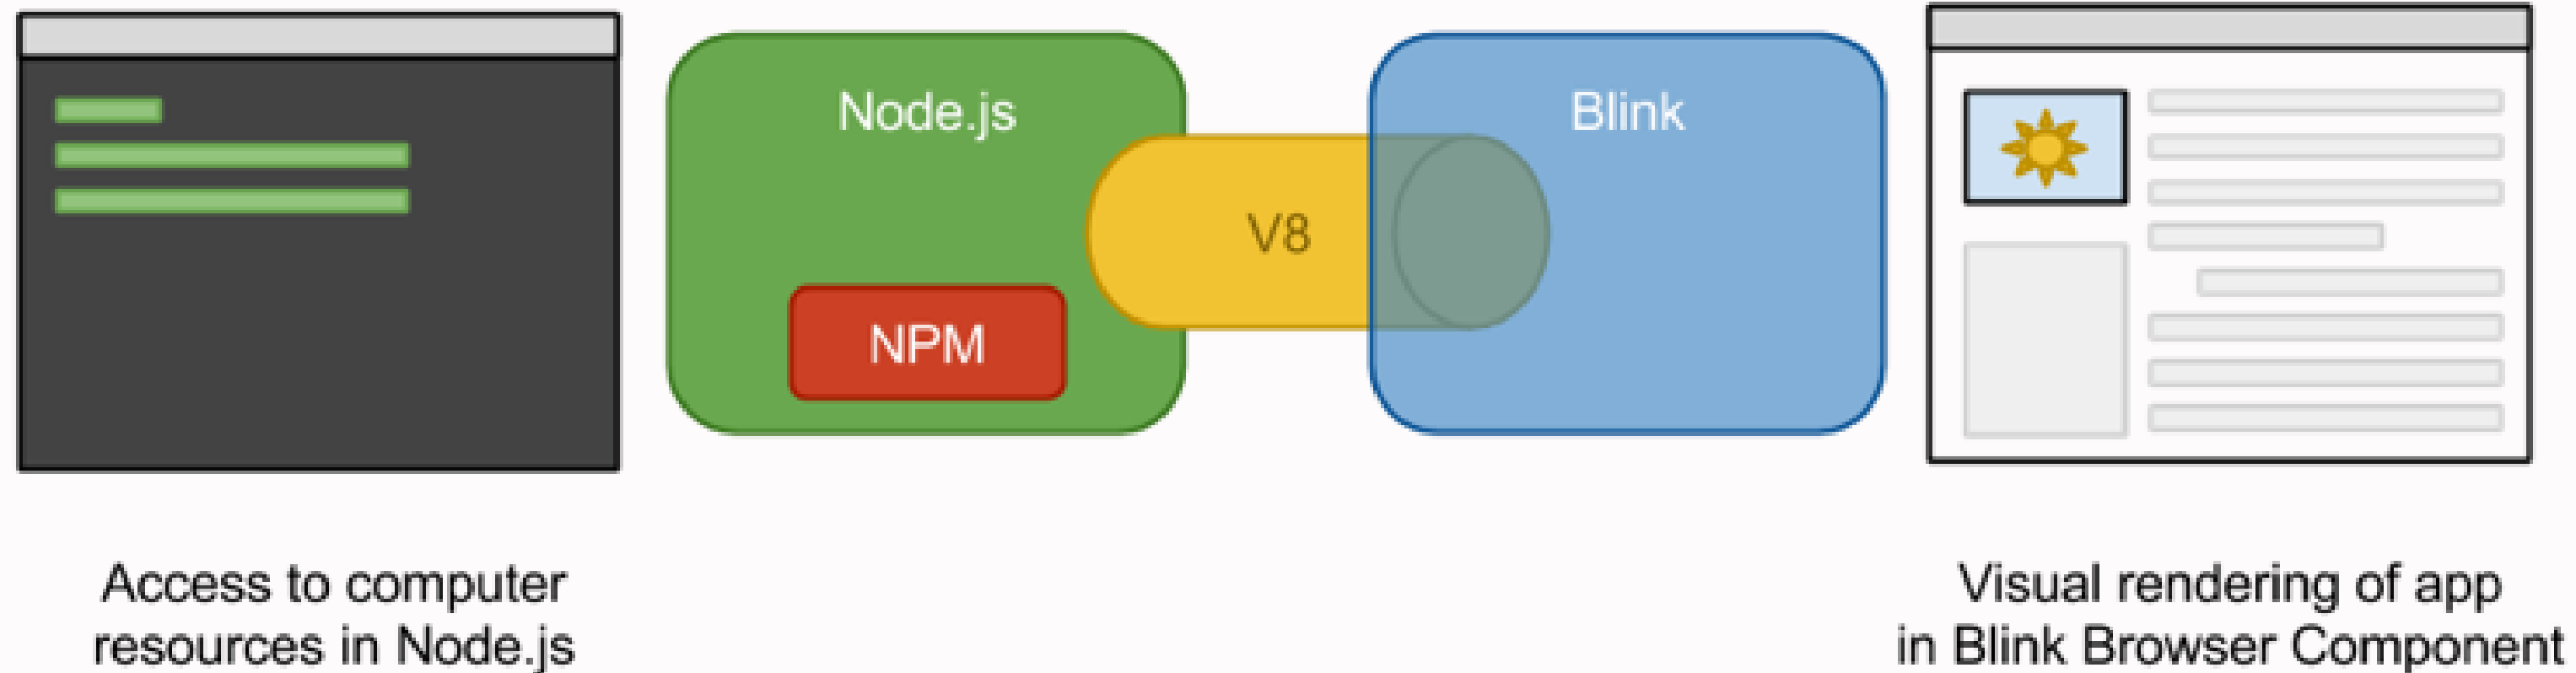 Node.js
Blink
V8
NPM
Access to computer
resources in Node.js
Visual rendering of app
in Blink Browser Component